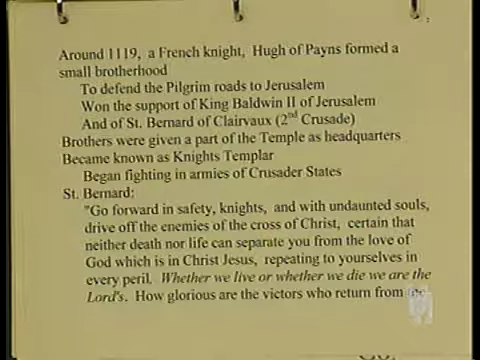 Around 1119, a French knight, Hugh of Payns formed a
small brotherhood
To defend the Pilgrim roads to Jerusalem
Won the support of King Baldwin II of Jerusalem
And of St. Bernard of Clairvaux (2nd Crusade)
Brothers were given a part of the Temple as headquarters
Became known as Knights Templar
Began fighting in armies of Crusader States
St. Bernard:
"Go forward in safety, knights, and with undaunted souls,
drive off the enemies of the cross of Christ, certain that
neither death nor life can separate you from the love of
God which is in Christ Jesus, repeating to yourselves in
every peril, Whether we live or whether we die we are the
Lord's. How glorious are the victors who return from